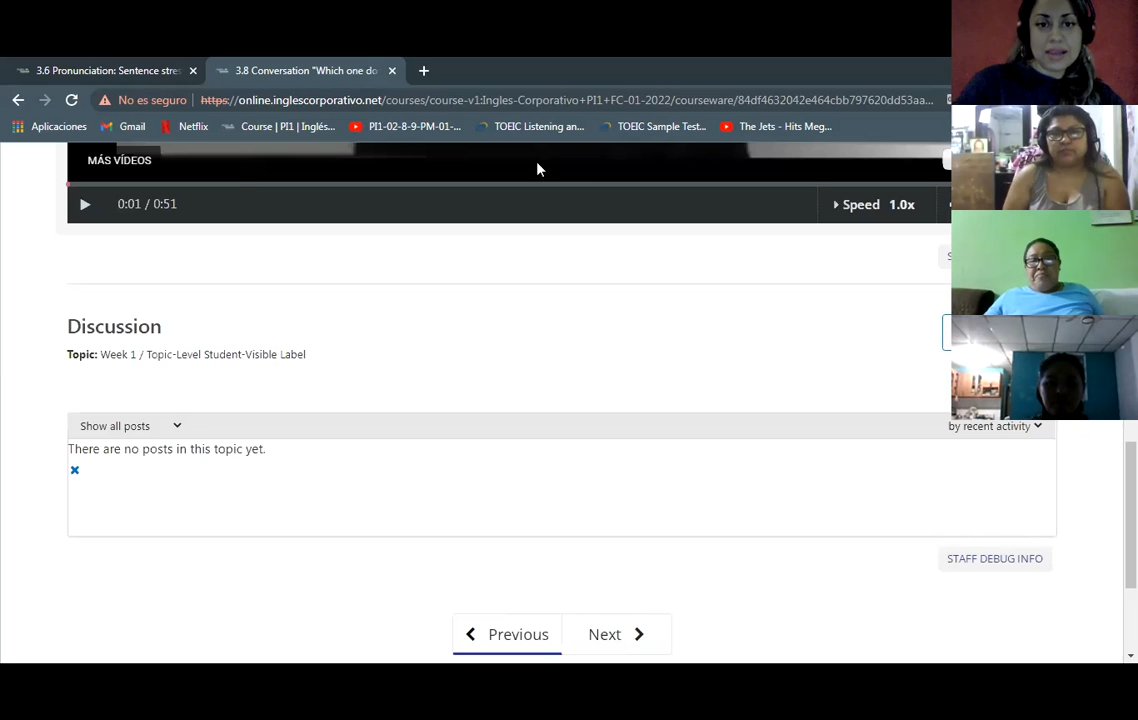 3.6 Pronunciation: Sentence stres
3.8 Conversation "Which one do
No es seguro
https://online.inglescorporativo.net/courses/course-v1:Ingles-Corporativo+PI1+FC-01-2022/courseware/84df4632042e464cbb797620dd53aa...
Aplicaciones
Gmail
Netflix
Course | PI1 | Inglés...
PI1-02-8-9-PM-01-...
TOEIC Listening an...
TOEIC Sample Test...
The Jets - Hits Meg...
MÁS VÍDEOS
0:01 / 0:51
Speed 1.0x
Discussion
Topic: Week 1 / Topic-Level Student-Visible Label
Show all posts
by recent activity
There are no posts in this topic yet.
STAFF DEBUG INFO
Previous
Next